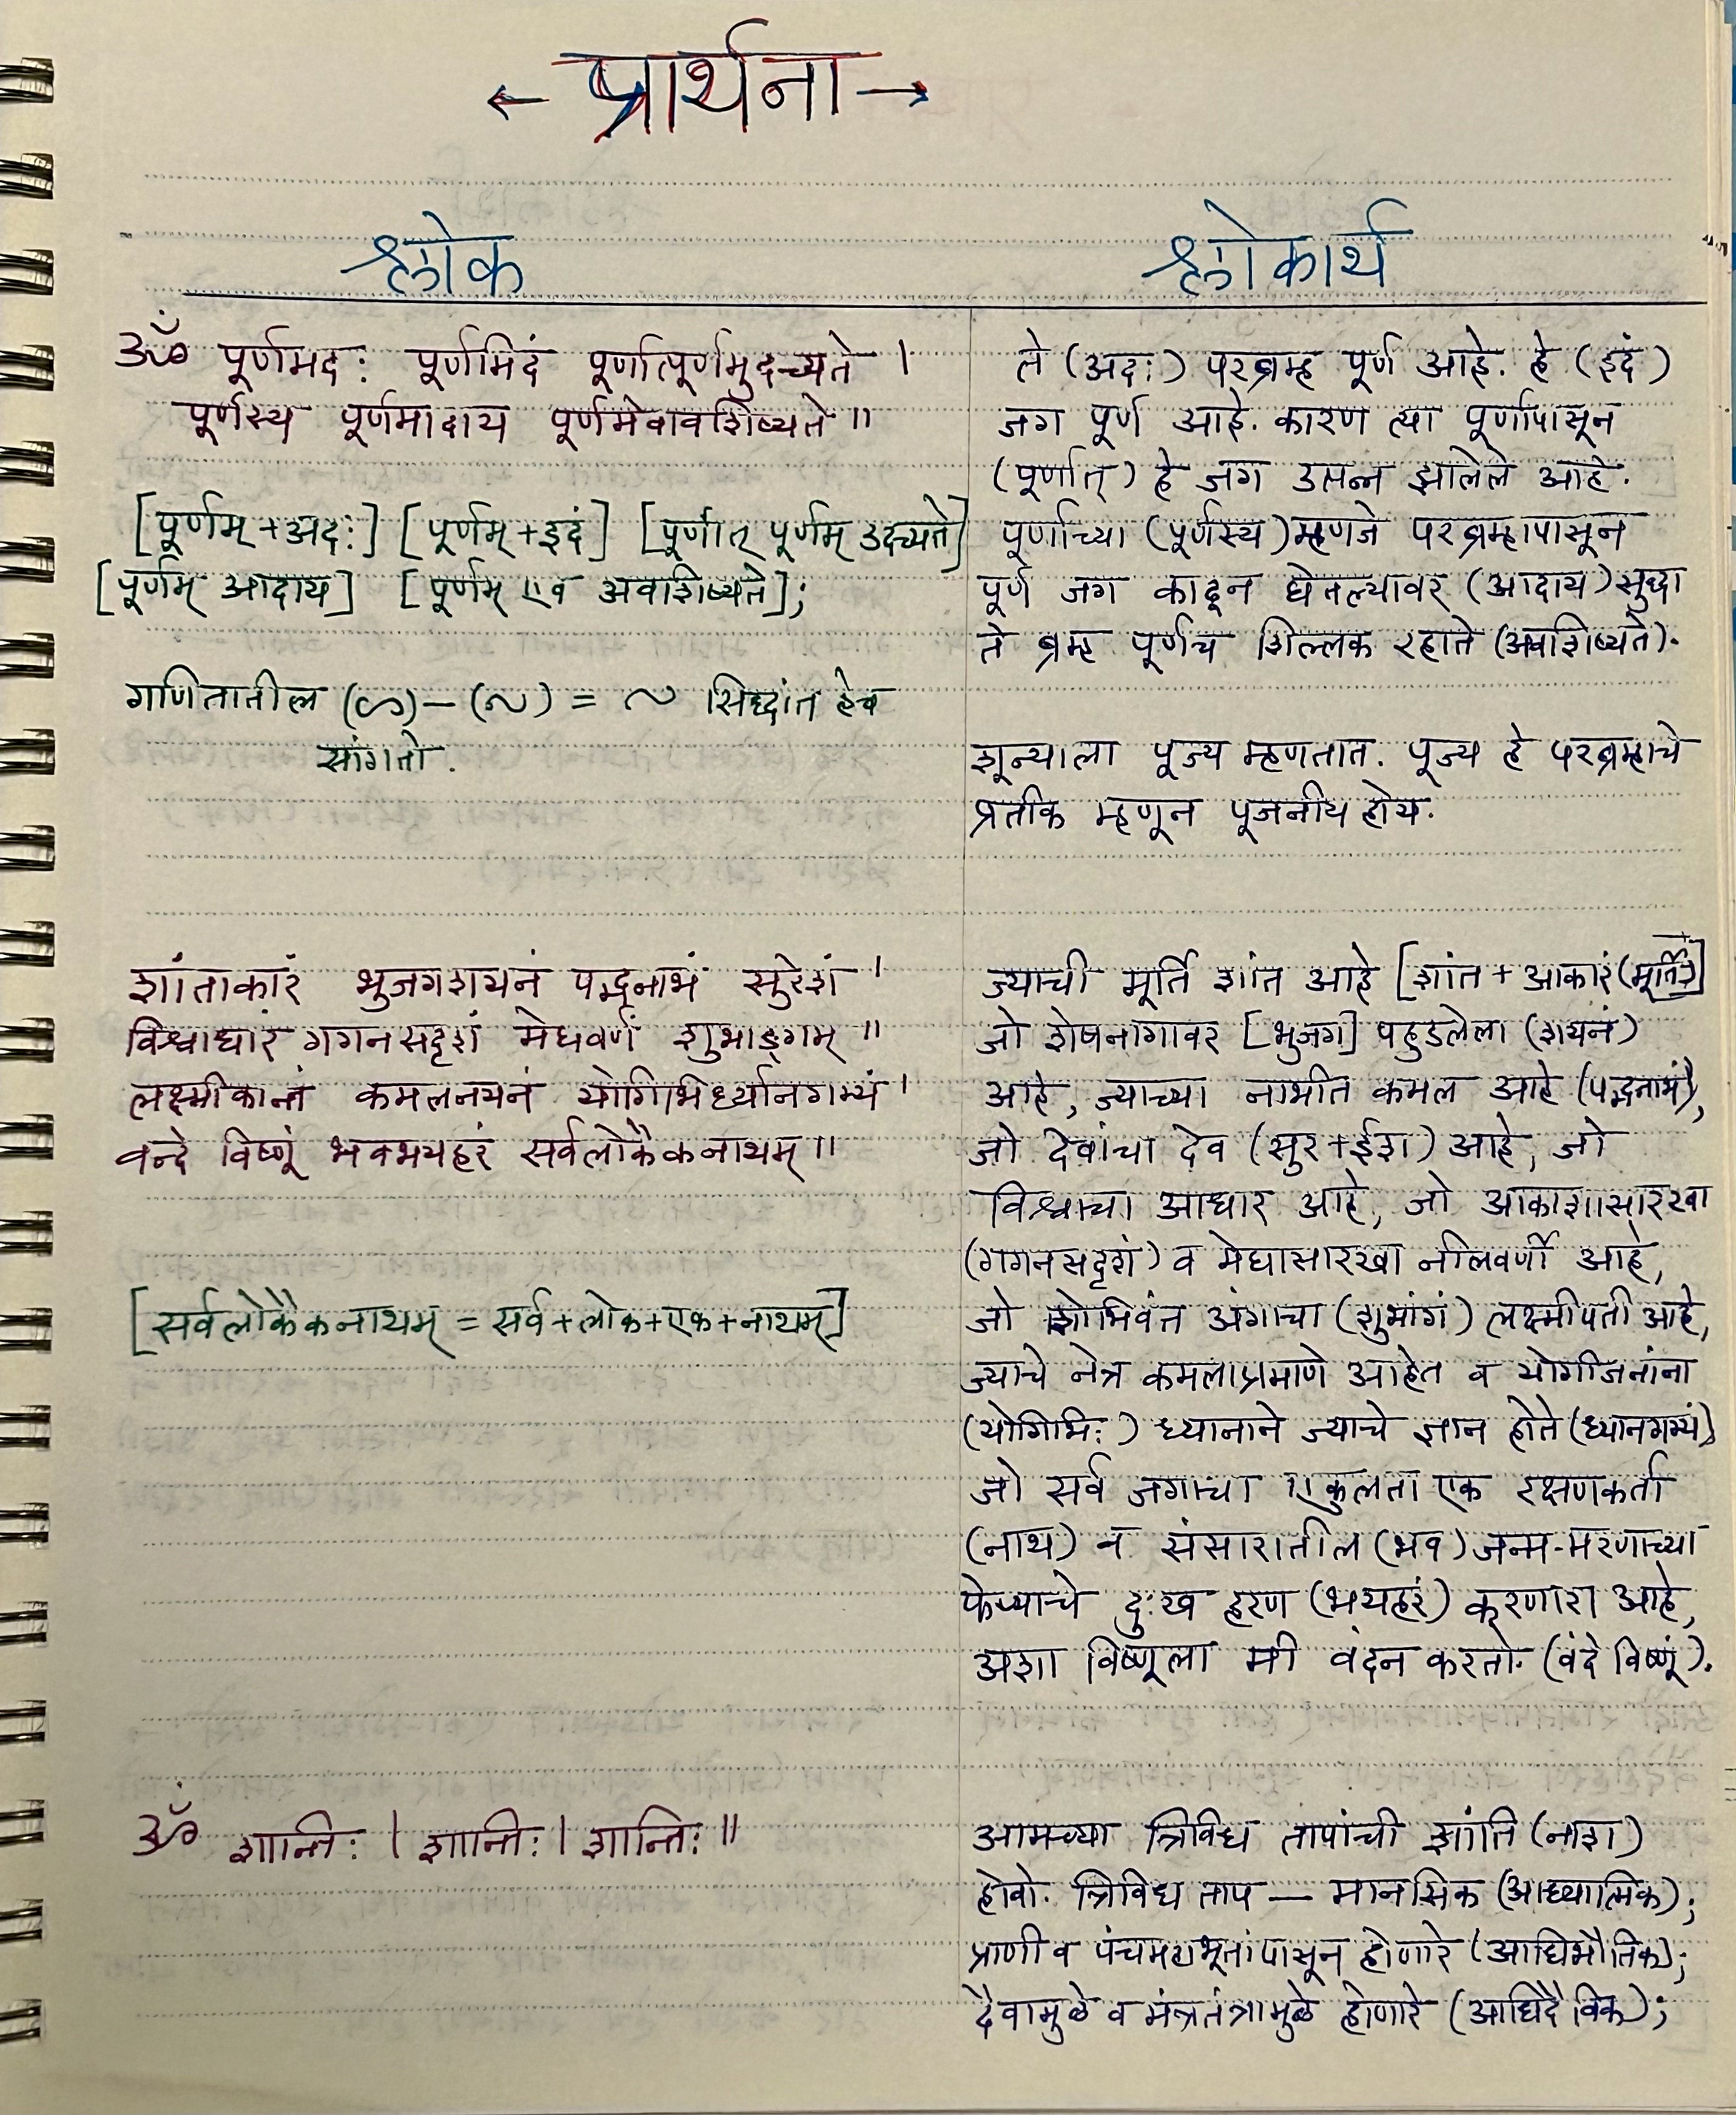 ← प्रार्थना →
श्लोक
ॐ पूर्णमदः पूर्णमिदं पूर्णात्पूर्णमुदच्यते ।
पूर्णस्य पूर्णमादाय पूर्णमेवावशिष्यते ॥
[पूर्णम् + अदः] [पूर्णम् + इदं] [पूर्णात् पूर्णम् उदच्यते]
[पूर्णम् आदाय] [पूर्णम् एव अवशिष्यते];
गणितातील (∽) − (∼) = ∼ सिद्धांत हेच
सांगतो.
शांताकारं भुजगशयनं पद्मनाभं सुरेशं ।
विश्वाधारं गगनसदृशं मेघवर्णं शुभाङ्गम् ॥
लक्ष्मीकान्तं कमलनयनं योगिभिर्ध्यानगम्यं ।
वन्दे विष्णूं भवभयहरं सर्वलोकैकनाथम् ॥
[सर्वलोकैकनाथम् = सर्व + लोक + एक + नाथम्]
ॐ शान्तिः । शान्तिः । शान्तिः ॥
श्लोकार्थ
ते (अदः) परब्रम्ह पूर्ण आहे. हे (इदं)
जग पूर्ण आहे. कारण त्या पूर्णापासून
(पूर्णात्) हे जग उत्पन्न झालेले आहे.
पूर्णाच्या (पूर्णस्य) म्हणजे परब्रम्हापासून
पूर्ण जग काढून घेतल्यावर (आदाय) सुद्धा
ते ब्रम्ह पूर्णच शिल्लक रहाते (अवशिष्यते).
शून्याला पूज्य म्हणतात. पूज्य हे परब्रम्हाचे
प्रतीक म्हणून पूजनीय होय.
ज्याची मूर्ति शांत आहे [शांत + आकारं (मूर्ति)]
जो शेषनागावर [भुजग] पहुडलेला (शयनं)
आहे, ज्याच्या नाभीत कमल आहे (पद्मनाभं),
जो देवांचा देव (सुर + ईश) आहे, जो
विश्वाचा आधार आहे, जो आकाशासारखा
(गगनसदृशं) व मेघासारखा नीलवर्णी आहे,
जो शोभिवंत अंगाचा (शुभांगं) लक्ष्मीपती आहे,
ज्याचे नेत्र कमलाप्रमाणे आहेत व योगीजनांना
(योगिभिः) ध्यानाने ज्याचे ज्ञान होते (ध्यानगम्यं)
जो सर्व जगाचा एकुलता एक रक्षणकर्ता
(नाथ) व संसारातील (भव) जन्म-मरणाच्या
फेऱ्याचे दुःख हरण (भयहरं) करणारा आहे,
अशा विष्णूला मी वंदन करतो. (वंदे विष्णूं).
आमच्या त्रिविध तापांची शांति (नाश)
होवो. त्रिविध ताप — मानसिक (आध्यात्मिक);
प्राणी व पंचमहाभूतांपासून होणारे (आधिभौतिक);
दैवामुळे व मंत्रतंत्रामुळे होणारे (आधिदैविक);